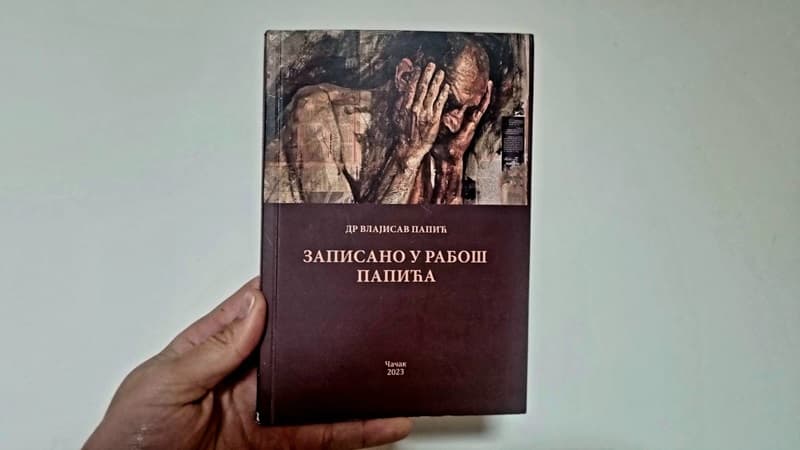 ДР ВЛАЈИСАВ ПАПИЋ
ЗАПИСАНО У РАБОШ
ПАПИЋА
Чачак
2023